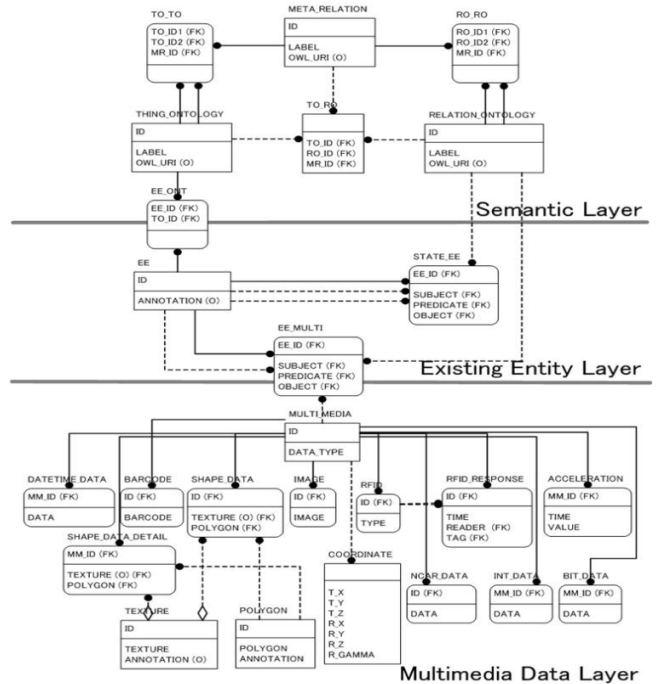 TO_TO
META_RELATION
RO_RO
ID
TO_ID1 (FK)
TO_ID2 (FK)
MR_ID (FK)
LABEL
OWL_URI (O)
RO_ID1 (FK)
RO_ID2 (FK)
MR_ID (FK)
THING_ONTOLOGY
TO_RO
RELATION_ONTOLOGY
ID
LABEL
OWL_URI (O)
TO_ID (FK)
RO_ID (FK)
MR_ID (FK)
ID
LABEL
OWL_URI (O)
EE_ONT
EE_ID (FK)
TO_ID (FK)
Semantic Layer
EE
ID
ANNOTATION (O)
STATE_EE
EE_ID (FK)
SUBJECT (FK)
PREDICATE (FK)
OBJECT (FK)
EE_MULTI
EE_ID (FK)
SUBJECT (FK)
PREDICATE (FK)
OBJECT (FK)
Existing Entity Layer
MULTI_MEDIA
ID
DATA_TYPE
DATETIME_DATA
MM_ID (FK)
DATA
BARCODE
ID (FK)
BARCODE
SHAPE_DATA
ID (FK)
TEXTURE (O) (FK)
POLYGON (FK)
IMAGE
ID (FK)
IMAGE
RFID
ID (FK)
TYPE
RFID_RESPONSE
ID (FK)
TIME
READER (FK)
TAG (FK)
ACCELERATION
MM_ID (FK)
TIME
VALUE
SHAPE_DATA_DETAIL
MM_ID (FK)
TEXTURE (O) (FK)
POLYGON (FK)
COORDINATE
T_X
T_Y
T_Z
R_X
R_Y
R_Z
R_GAMMA
NCAR_DATA
ID (FK)
DATA
INT_DATA
MM_ID (FK)
DATA
BIT_DATA
MM_ID (FK)
DATA
TEXTURE
ID
TEXTURE
ANNOTATION (O)
POLYGON
ID
POLYGON
ANNOTATION
Multimedia Data Layer